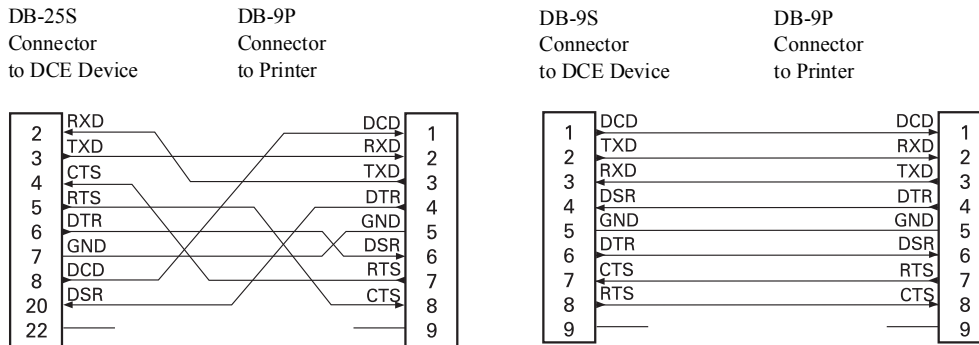 DB-25S DB-9P
Connector Connector
to DCE Device to Printer
2 RXD DCD 1
3 TXD RXD 2
4 CTS TXD 3
5 RTS DTR 4
6 DTR GND 5
7 GND DSR 6
8 DCD RTS 7
20 DSR CTS 8
22 9
DB-9S DB-9P
Connector Connector
to DCE Device to Printer
1 DCD DCD 1
2 TXD RXD 2
3 RXD TXD 3
4 DSR DTR 4
5 GND GND 5
6 DTR DSR 6
7 CTS RTS 7
8 RTS CTS 8
9 9